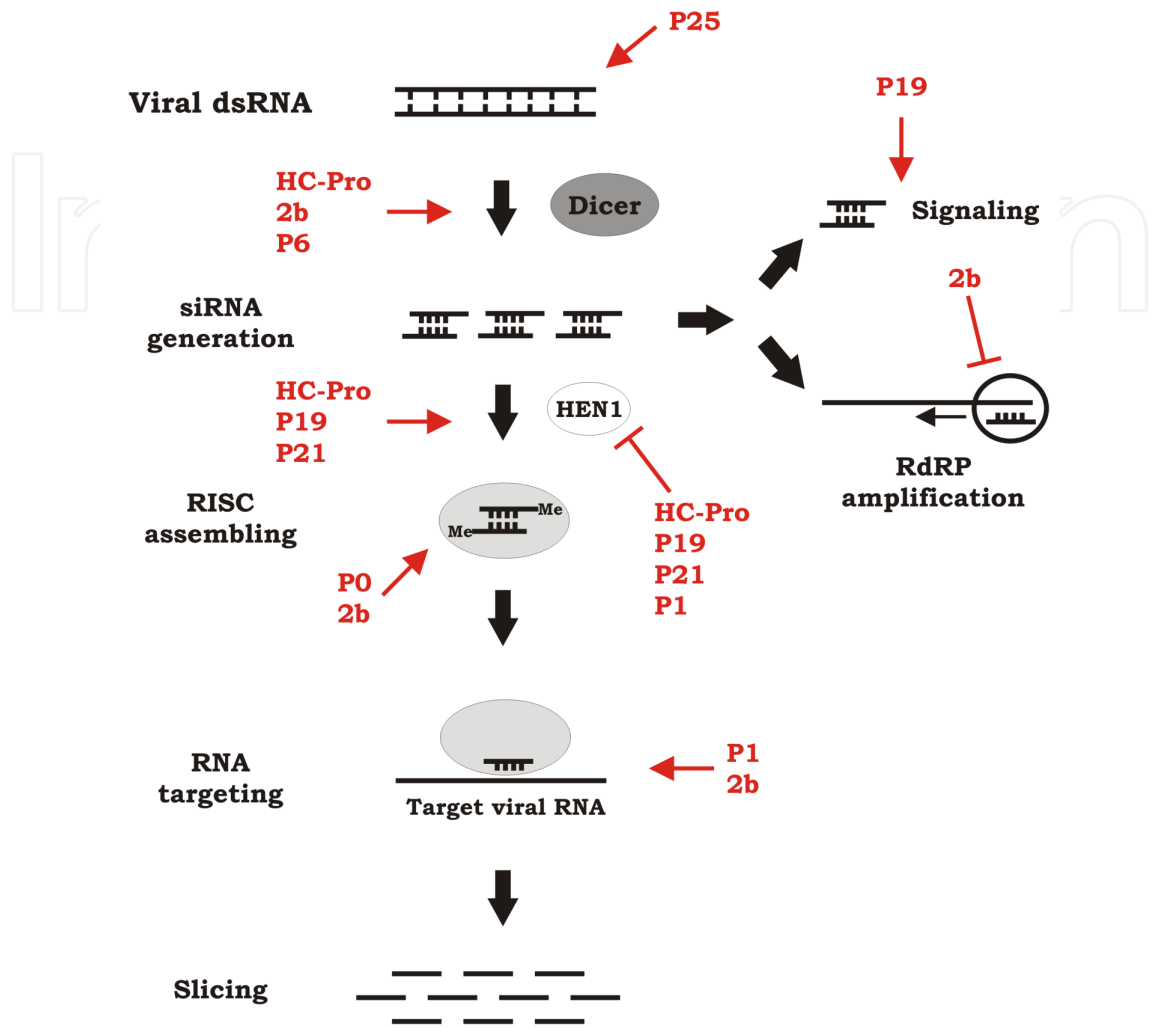 P25
Viral dsRNA
P19
HC-Pro
2b
P6
Dicer
Signaling
2b
siRNA
generation
HC-Pro
P19
P21
HEN1
RdRP
amplification
RISC
assembling
Me
Me
HC-Pro
P19
P21
P1
P0
2b
RNA
targeting
P1
2b
Target viral RNA
Slicing